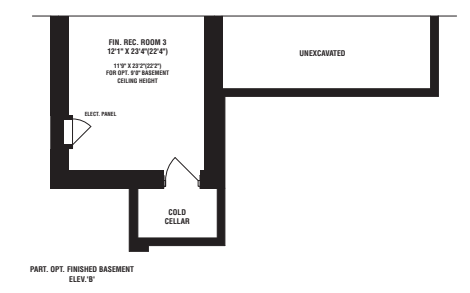 FIN. REC. ROOM 3
12'1" X 23'4"(22'4")
11'9" X 23'2"(22'2")
FOR OPT. 9'0" BASEMENT
CEILING HEIGHT
UNEXCAVATED
ELECT. PANEL
COLD
CELLAR
PART. OPT. FINISHED BASEMENT
ELEV.'B'